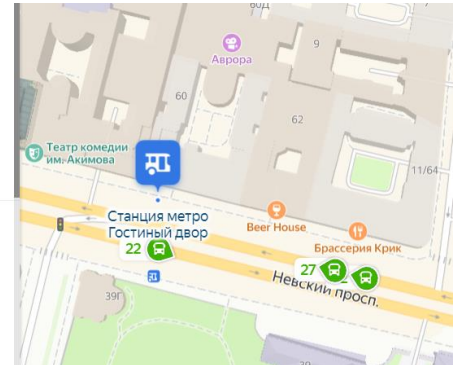 60Д
9
Аврора
60
62
11/64
Театр комедии
им. Акимова
Станция метро
Гостиный двор
Beer House
Брассерия Крик
22
27
Невский просп.
39Г